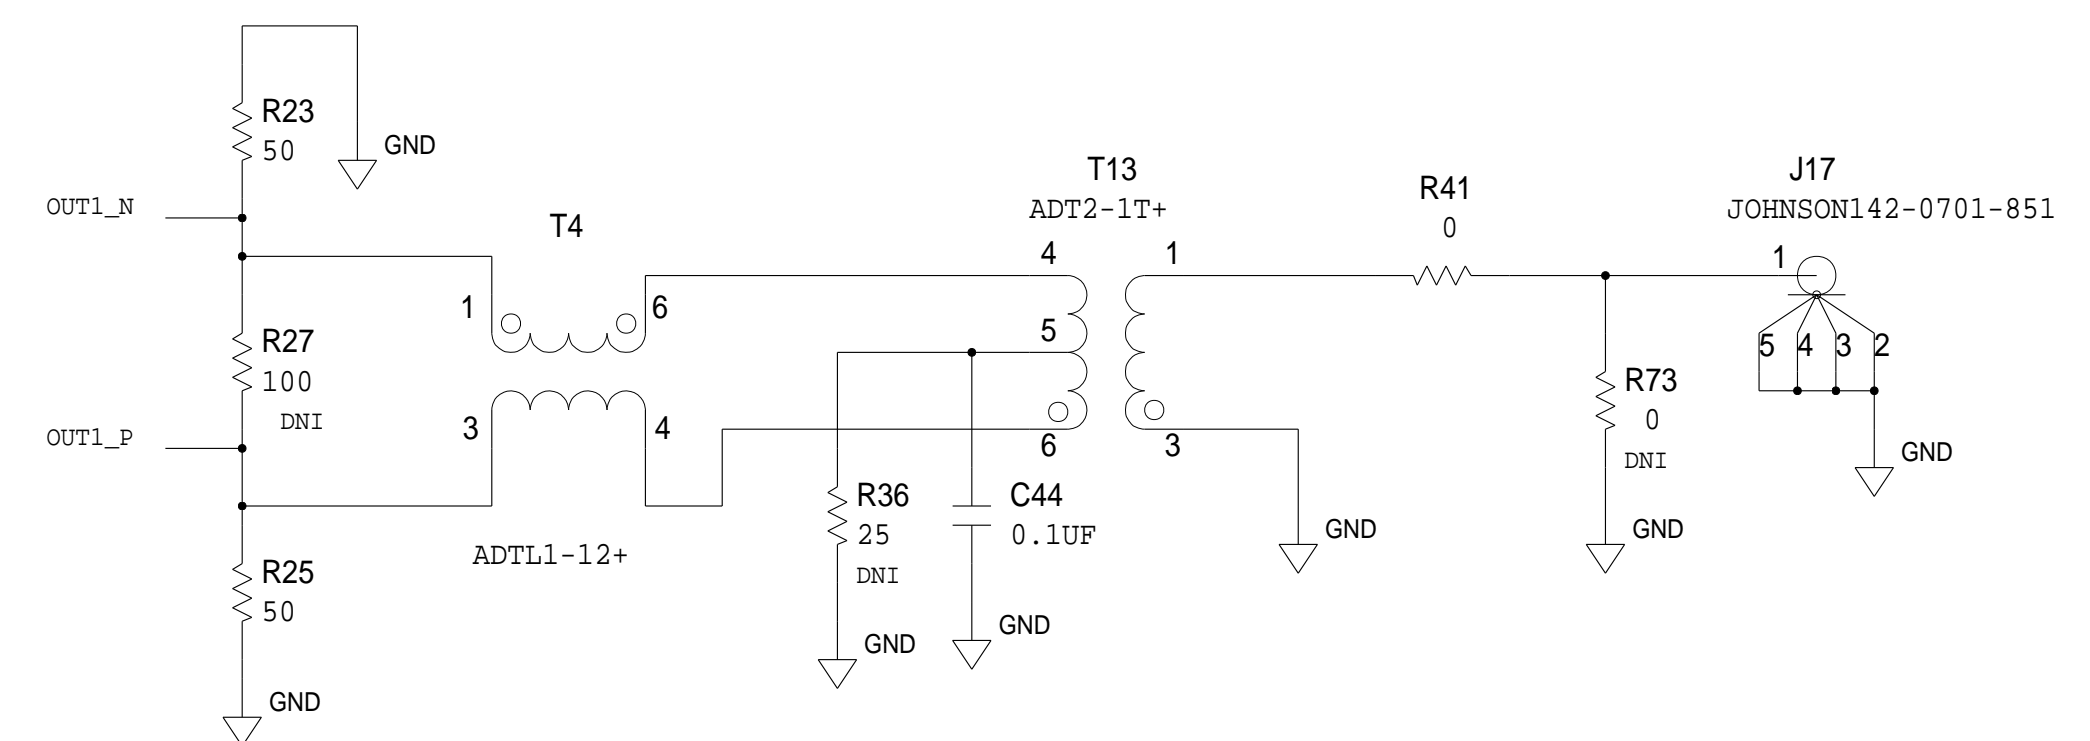 R23
50
GND
OUT1_N
T4
1
6
R27
100
DNI
OUT1_P
3
4
ADTL1-12+
R25
50
GND
T13
ADT2-1T+
4
1
5
6
3
R36
25
DNI
GND
C44
0.1UF
GND
GND
R41
0
R73
0
DNI
GND
J17
JOHNSON142-0701-851
1
5 4 3 2
GND